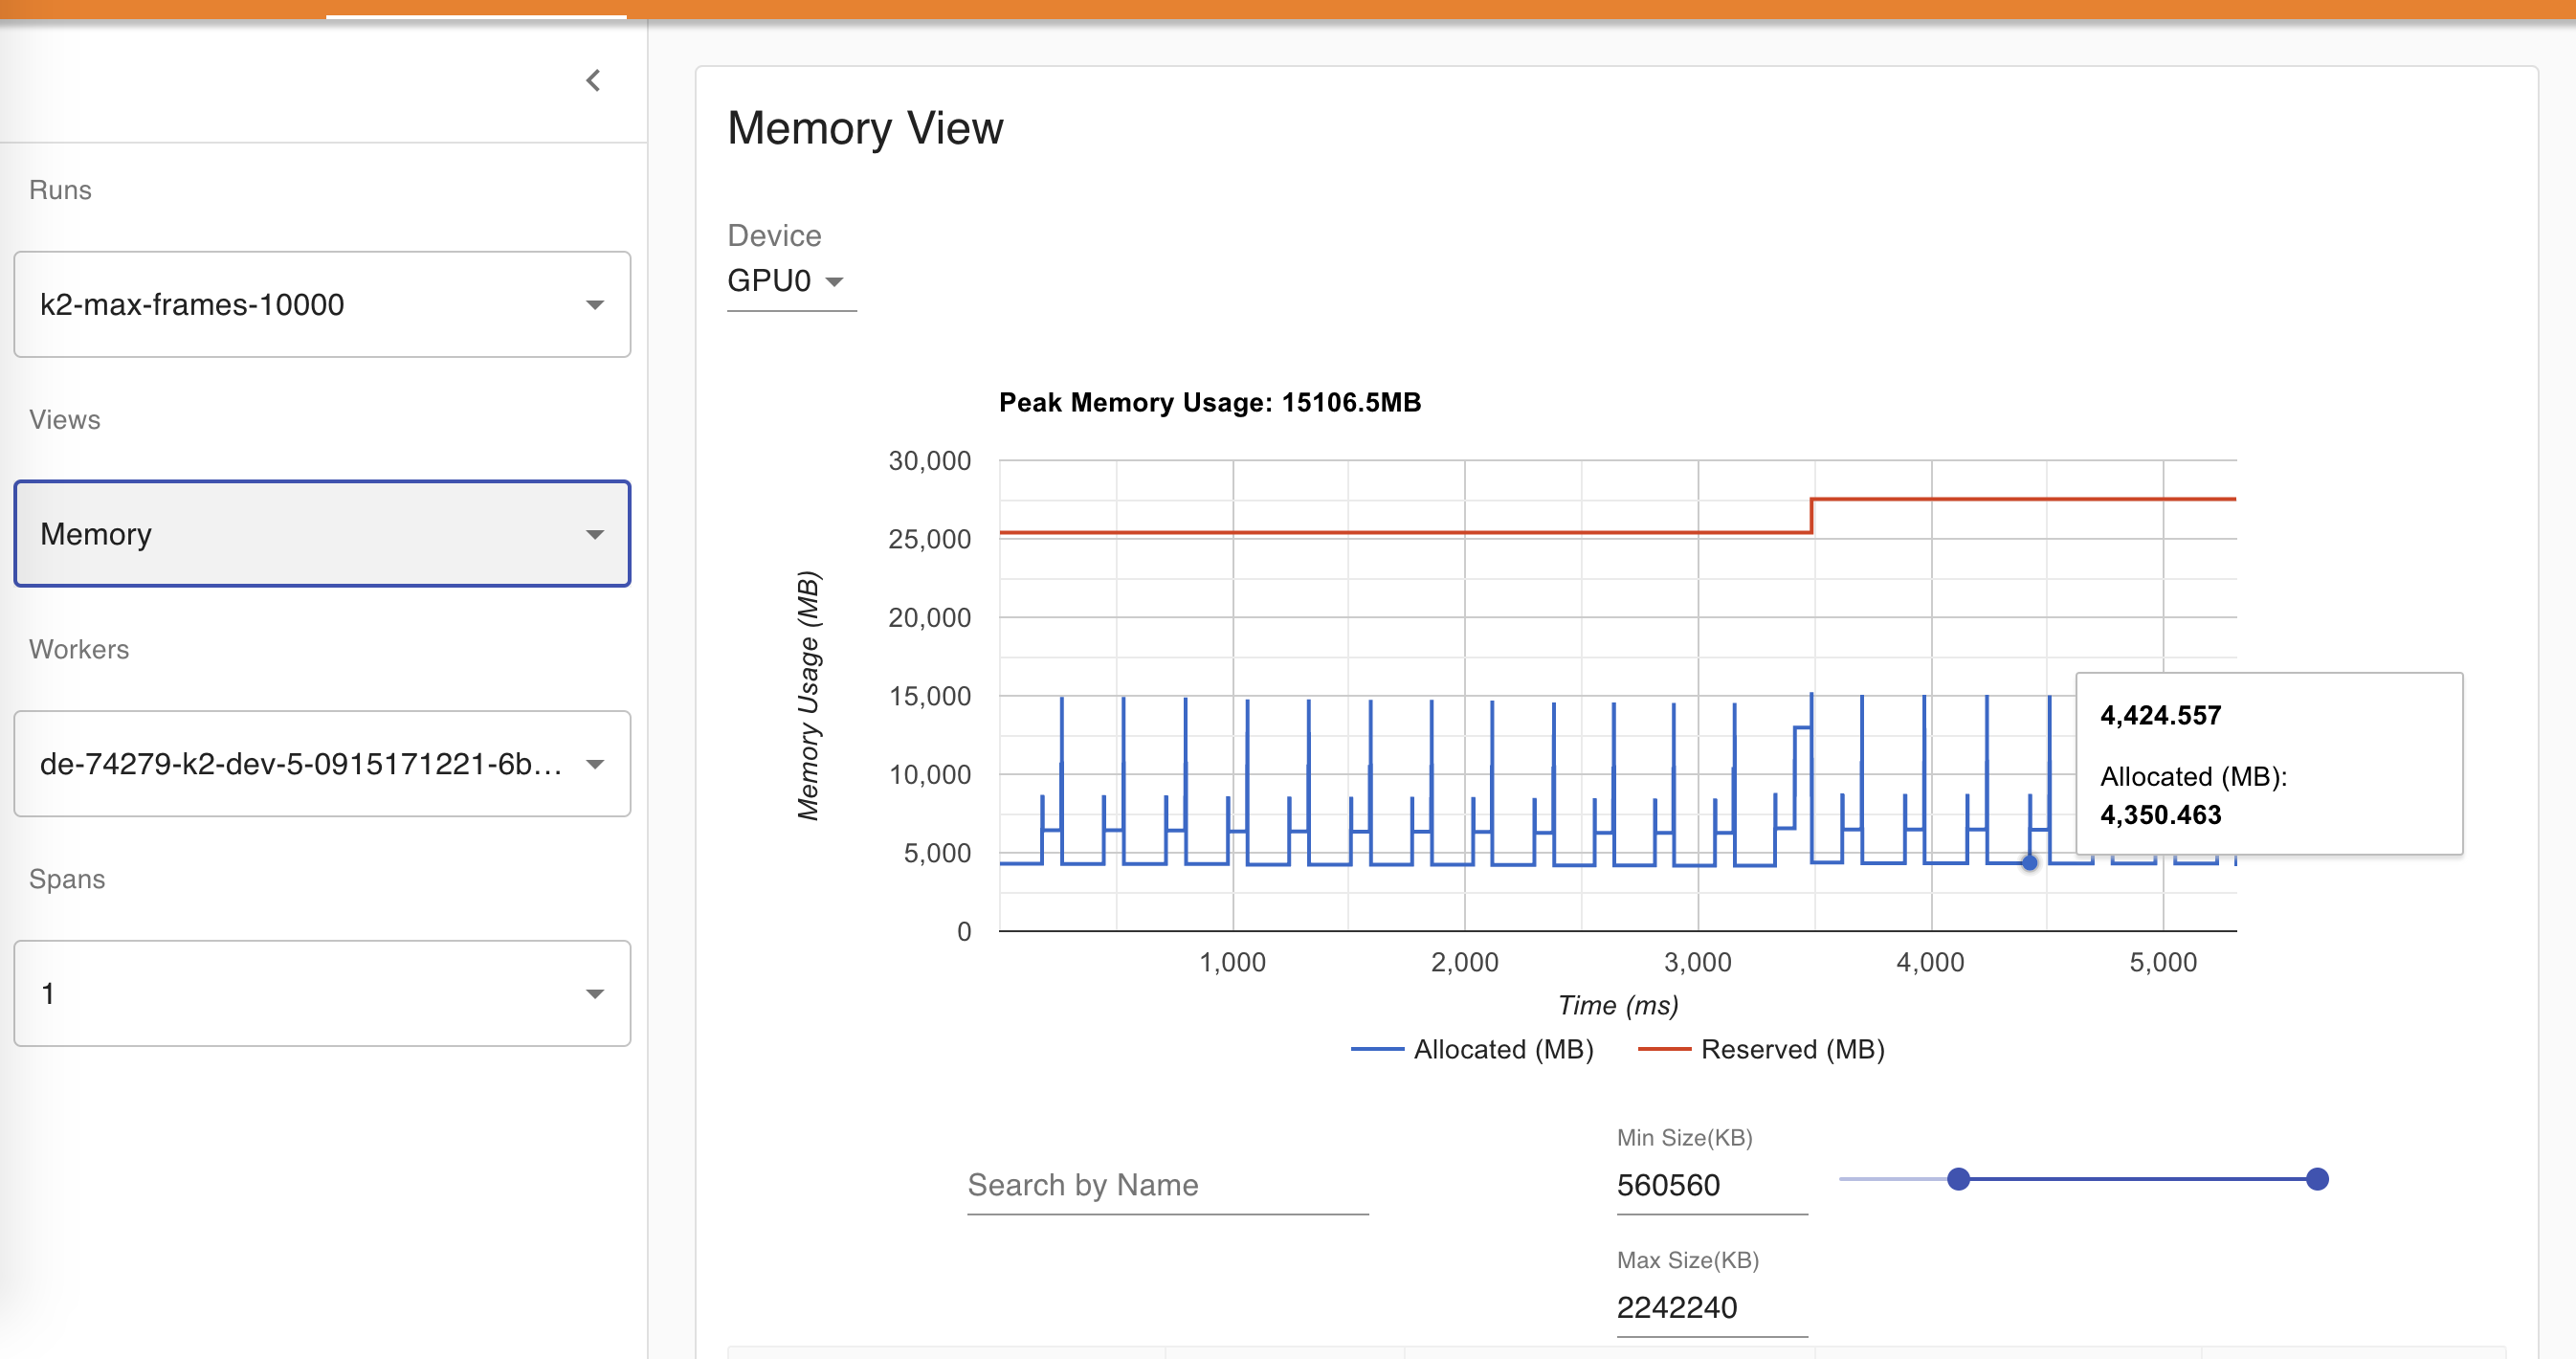 Runs
k2-max-frames-10000
Views
Memory
Workers
de-74279-k2-dev-5-0915171221-6b...
Spans
1
Memory View
Device
GPU0
Peak Memory Usage: 15106.5MB
Memory Usage (MB)
30,000
25,000
20,000
15,000
10,000
5,000
0
4,424.557
Allocated (MB):
4,350.463
1,000 2,000 3,000 4,000 5,000
Time (ms)
Allocated (MB) Reserved (MB)
Search by Name
Min Size(KB)
560560
Max Size(KB)
2242240